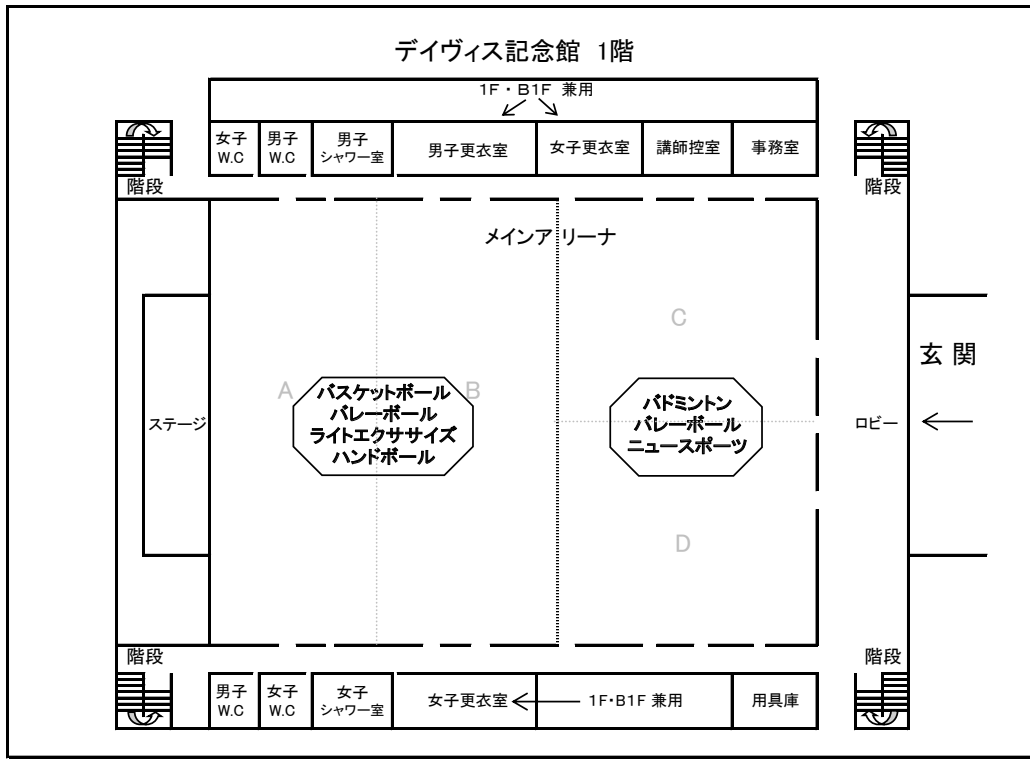 デイヴィス記念館 1階
1F・B1F 兼用
女子
W.C
男子
W.C
男子
シャワー室
男子更衣室
女子更衣室
講師控室
事務室
階段
階段
メインアリーナ
C
玄関
A
B
バスケットボール
バレーボール
ライトエクササイズ
ハンドボール
バドミントン
バレーボール
ニュースポーツ
ステージ
ロビー
D
階段
階段
男子
W.C
女子
W.C
女子
シャワー室
女子更衣室
1F・B1F 兼用
用具庫